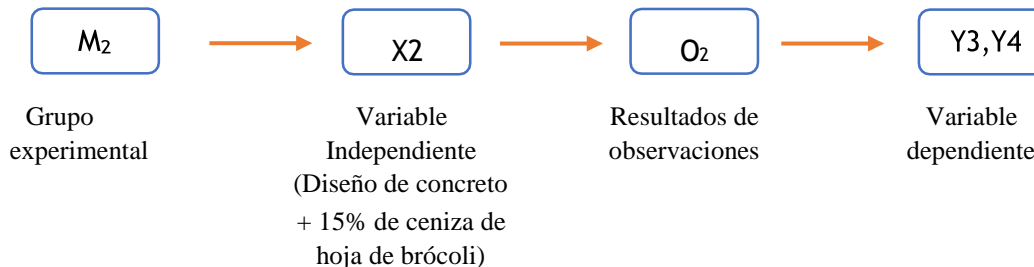 M₂
X2
O₂
Y3,Y4
Grupo
experimental
Variable
Independiente
(Diseño de concreto
+ 15% de ceniza de
hoja de brócoli)
Resultados de
observaciones
Variable
dependiente